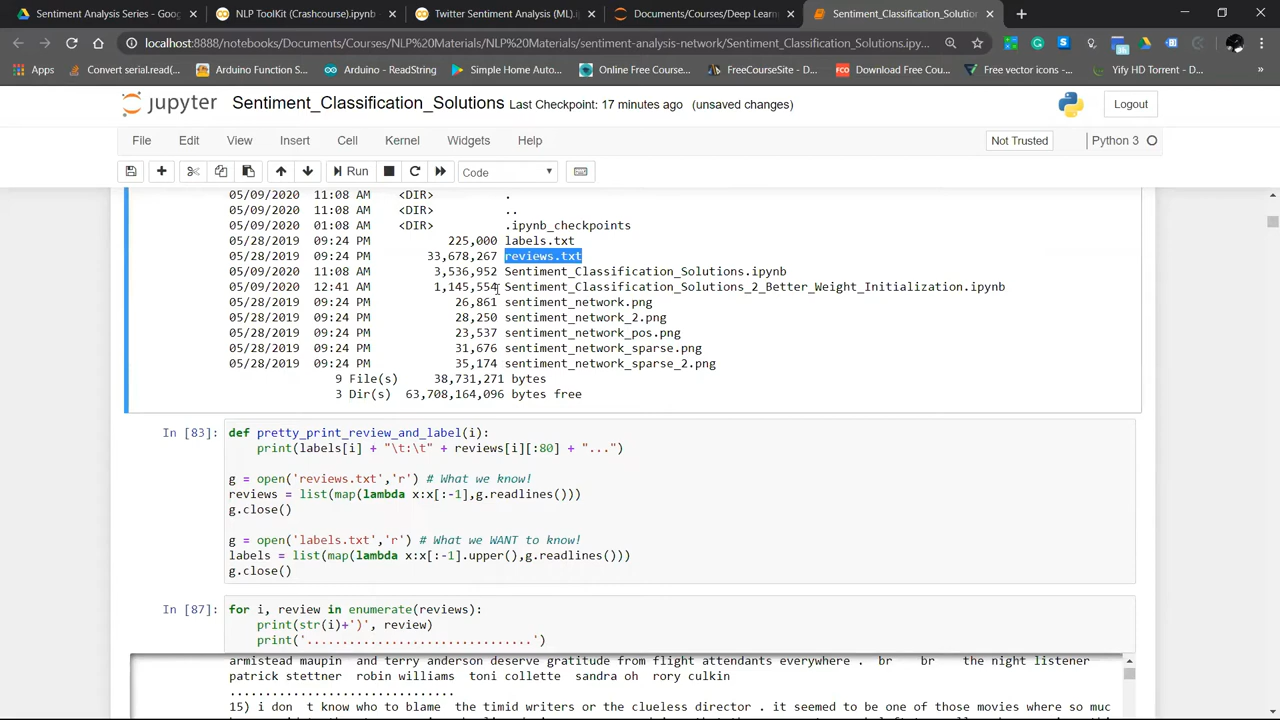 Sentiment Analysis Series - Goog
NLP ToolKit (Crashcourse).ipynb -
Twitter Sentiment Analysis (ML).i
Documents/Courses/Deep Learn
Sentiment_Classification_Solution
localhost:8888/notebooks/Documents/Courses/NLP%20Materials/NLP%20Materials/sentiment-analysis-network/Sentiment_Classification_Solutions.ipy...
Apps
Convert serial.read(...
Arduino Function S...
Arduino - ReadString
Simple Home Auto...
Online Free Course...
FreeCourseSite - D...
Download Free Cou...
Free vector icons -...
Yify HD Torrent - D...
jupyter Sentiment_Classification_Solutions Last Checkpoint: 17 minutes ago (unsaved changes)
Logout
File Edit View Insert Cell Kernel Widgets Help
Not Trusted
Python 3
Run
Code
05/09/2020 11:08 AM <DIR> .
05/09/2020 11:08 AM <DIR> ..
05/09/2020 01:08 AM <DIR> .ipynb_checkpoints
05/28/2019 09:24 PM 225,000 labels.txt
05/28/2019 09:24 PM 33,678,267 reviews.txt
05/09/2020 11:08 AM 3,536,952 Sentiment_Classification_Solutions.ipynb
05/09/2020 12:41 AM 1,145,554 Sentiment_Classification_Solutions_2_Better_Weight_Initialization.ipynb
05/28/2019 09:24 PM 26,861 sentiment_network.png
05/28/2019 09:24 PM 28,250 sentiment_network_2.png
05/28/2019 09:24 PM 23,537 sentiment_network_pos.png
05/28/2019 09:24 PM 31,676 sentiment_network_sparse.png
05/28/2019 09:24 PM 35,174 sentiment_network_sparse_2.png
9 File(s) 38,731,271 bytes
3 Dir(s) 63,708,164,096 bytes free
In [83]: def pretty_print_review_and_label(i):
print(labels[i] + "\t:\t" + reviews[i][:80] + "...")
g = open('reviews.txt','r') # What we know!
reviews = list(map(lambda x:x[:-1],g.readlines()))
g.close()
g = open('labels.txt','r') # What we WANT to know!
labels = list(map(lambda x:x[:-1].upper(),g.readlines()))
g.close()
In [87]: for i, review in enumerate(reviews):
print(str(i)+')', review)
print('................................')
armistead maupin and terry anderson deserve gratitude from flight attendants everywhere . br br the night listener
patrick stettner robin williams toni collette sandra oh rory culkin
................................
15) i don t know who to blame the timid writers or the clueless director . it seemed to be one of those movies where so muc